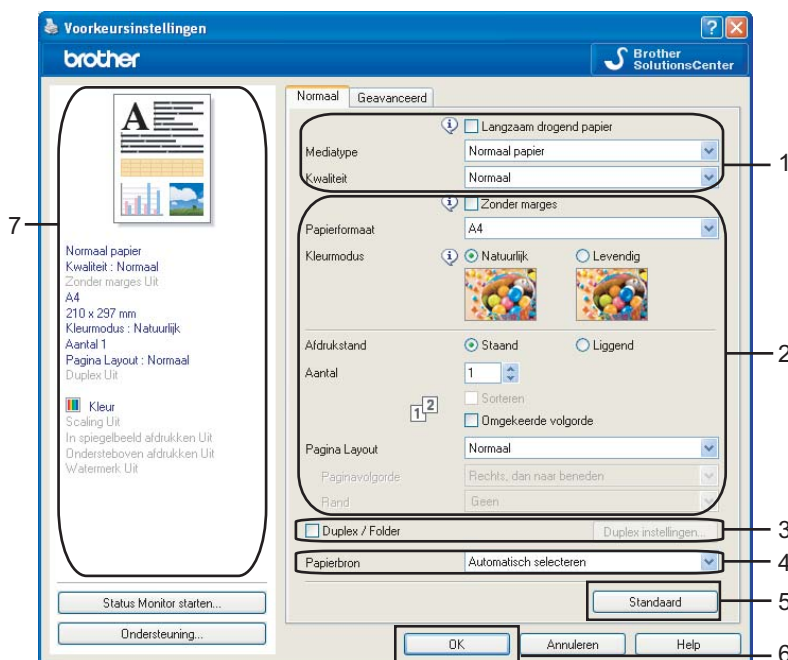 Voorkeursinstellingen
brother
Brother
SolutionsCenter
Normaal Geavanceerd
A
Langzaam drogend papier
Mediatype Normaal papier
Kwaliteit Normaal
1
Zonder marges
Papierformaat A4
Kleurmodus Natuurlijk Levendig
Afdrukstand Staand Liggend
Aantal 1
Sorteren
1 2
Omgekeerde volgorde
Pagina Layout Normaal
Paginavolgorde Rechts, dan naar beneden
Rand Geen
2
Duplex / Folder Duplex instellingen...
3
Papierbron Automatisch selecteren
4
Standaard
5
OK Annuleren Help
6
7
Normaal papier
Kwaliteit : Normaal
Zonder marges Uit
A4
210 x 297 mm
Kleurmodus : Natuurlijk
Aantal 1
Pagina Layout : Normaal
Duplex Uit
Kleur
Scaling Uit
In spiegelbeeld afdrukken Uit
Ondersteboven afdrukken Uit
Watermerk Uit
Status Monitor starten...
Ondersteuning...